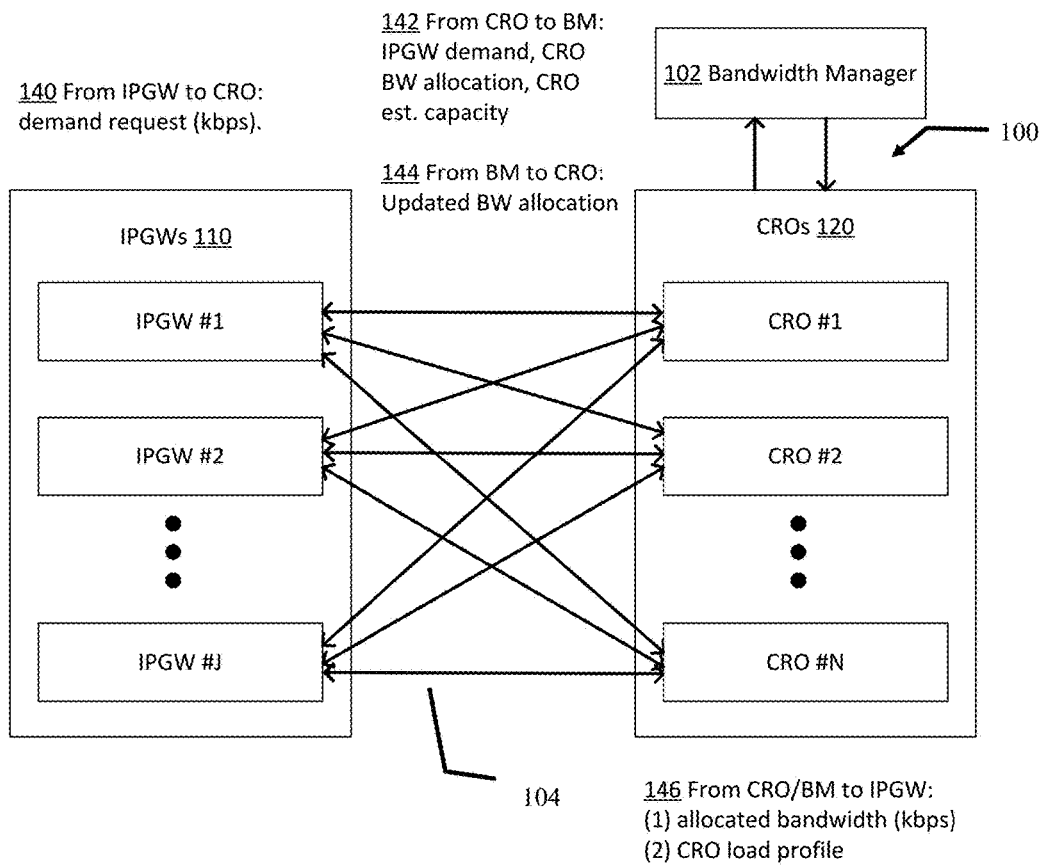 142 From CRO to BM:
IPGW demand, CRO
BW allocation, CRO
est. capacity
102 Bandwidth Manager
140 From IPGW to CRO:
demand request (kbps).
100
144 From BM to CRO:
Updated BW allocation
IPGWs 110
CROs 120
IPGW #1
CRO #1
IPGW #2
CRO #2
IPGW #J
CRO #N
104
146 From CRO/BM to IPGW:
(1) allocated bandwidth (kbps)
(2) CRO load profile